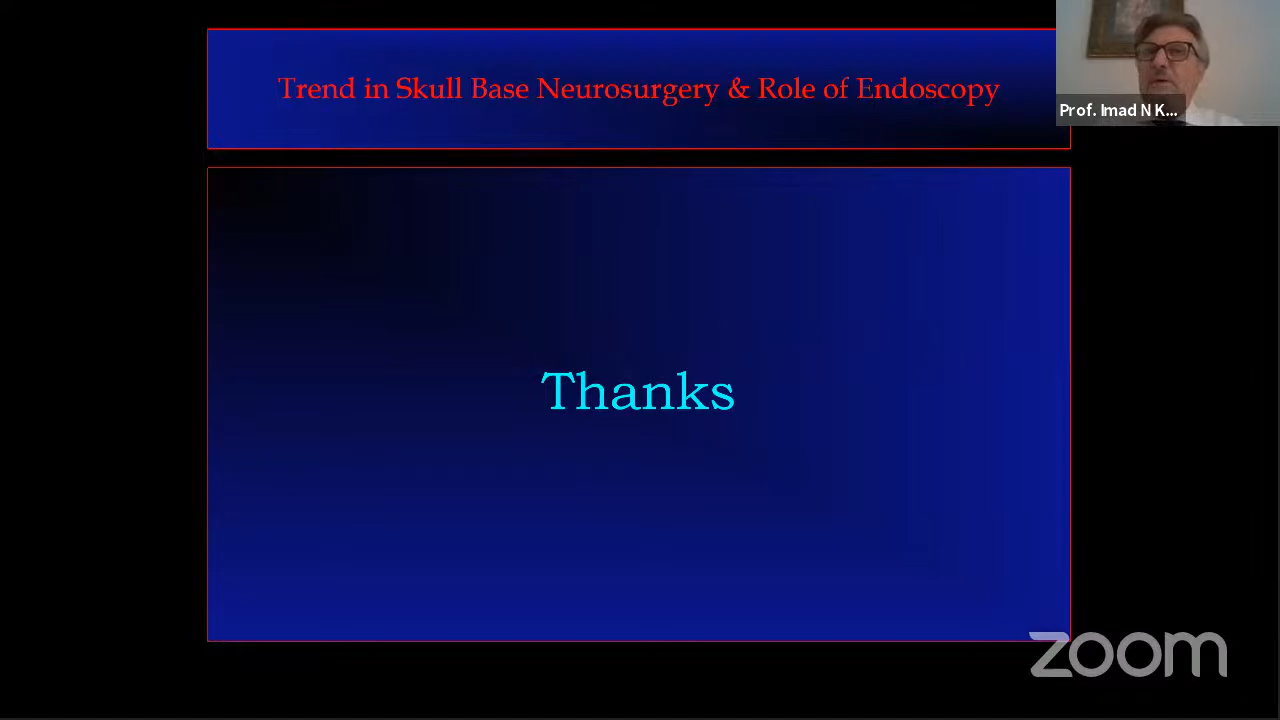 Trend in Skull Base Neurosurgery & Role of Endoscopy
Prof. Imad N K...
Thanks
zoom